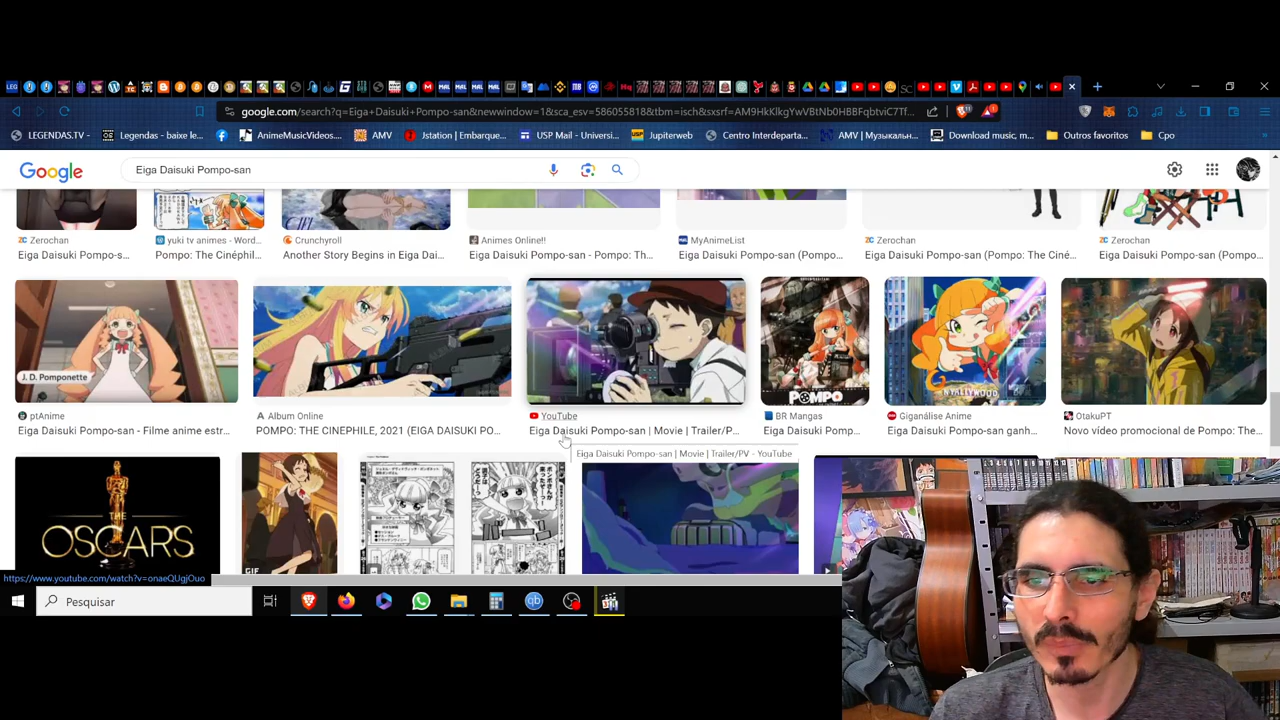 google.com/search?q=Eiga+Daisuki+Pompo-san&newwindow=1&sca_esv=586055818&tbm=isch&sxsrf=AM9HkKlkgYwVBtNb0HBBFqbtviC7Tf...
LEGENDAS.TV -
Legendas - baixe le...
AnimeMusicVideos....
AMV
Jstation | Embarque...
USP Mail - Universi...
Jupiterweb
Centro Interdeparta...
AMV | Музыкальн...
Download music, m...
Outros favoritos
Cpo
Google
Eiga Daisuki Pompo-san
Zerochan
yuki tv animes - Word...
Crunchyroll
Animes Online!!
MyAnimeList
Zerochan
Zerochan
Eiga Daisuki Pompo-s...
Pompo: The Cinéphil...
Another Story Begins in Eiga Dai...
Eiga Daisuki Pompo-san - Pompo: Th...
Eiga Daisuki Pompo-san (Pompo...
Eiga Daisuki Pompo-san (Pompo: The Ciné...
Eiga Daisuki Pompo-san (Pompo...
J. D. Pomponette
POMPO
ptAnime
Album Online
YouTube
BR Mangas
Giganálise Anime
OtakuPT
Eiga Daisuki Pompo-san - Filme anime estr...
POMPO: THE CINEPHILE, 2021 (EIGA DAISUKI PO...
Eiga Daisuki Pompo-san | Movie | Trailer/P...
Eiga Daisuki Pomp...
Eiga Daisuki Pompo-san ganh...
Novo vídeo promocional de Pompo: The...
Eiga Daisuki Pompo-san | Movie | Trailer/PV - YouTube
THE
OSCARS
GIF
https://www.youtube.com/watch?v=onaeQUgjOuo
Pesquisar